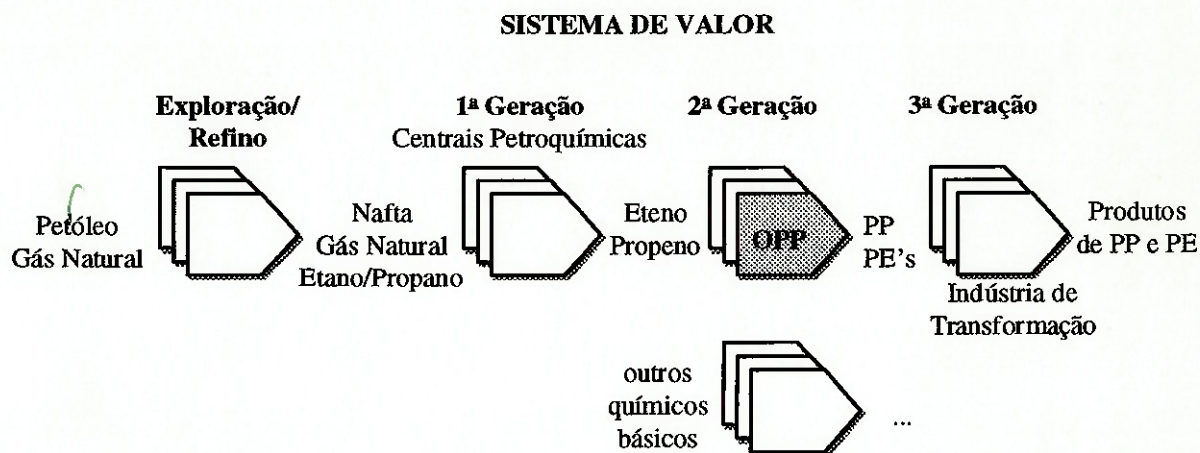 SISTEMA DE VALOR
Exploração/
Refino
1ª Geração
Centrais Petroquímicas
2ª Geração
3ª Geração
Petóleo
Gás Natural
Nafta
Gás Natural
Etano/Propano
Eteno
Propeno
OPP
PP
PE's
Indústria de
Transformação
Produtos
de PP e PE
outros
químicos
básicos
...